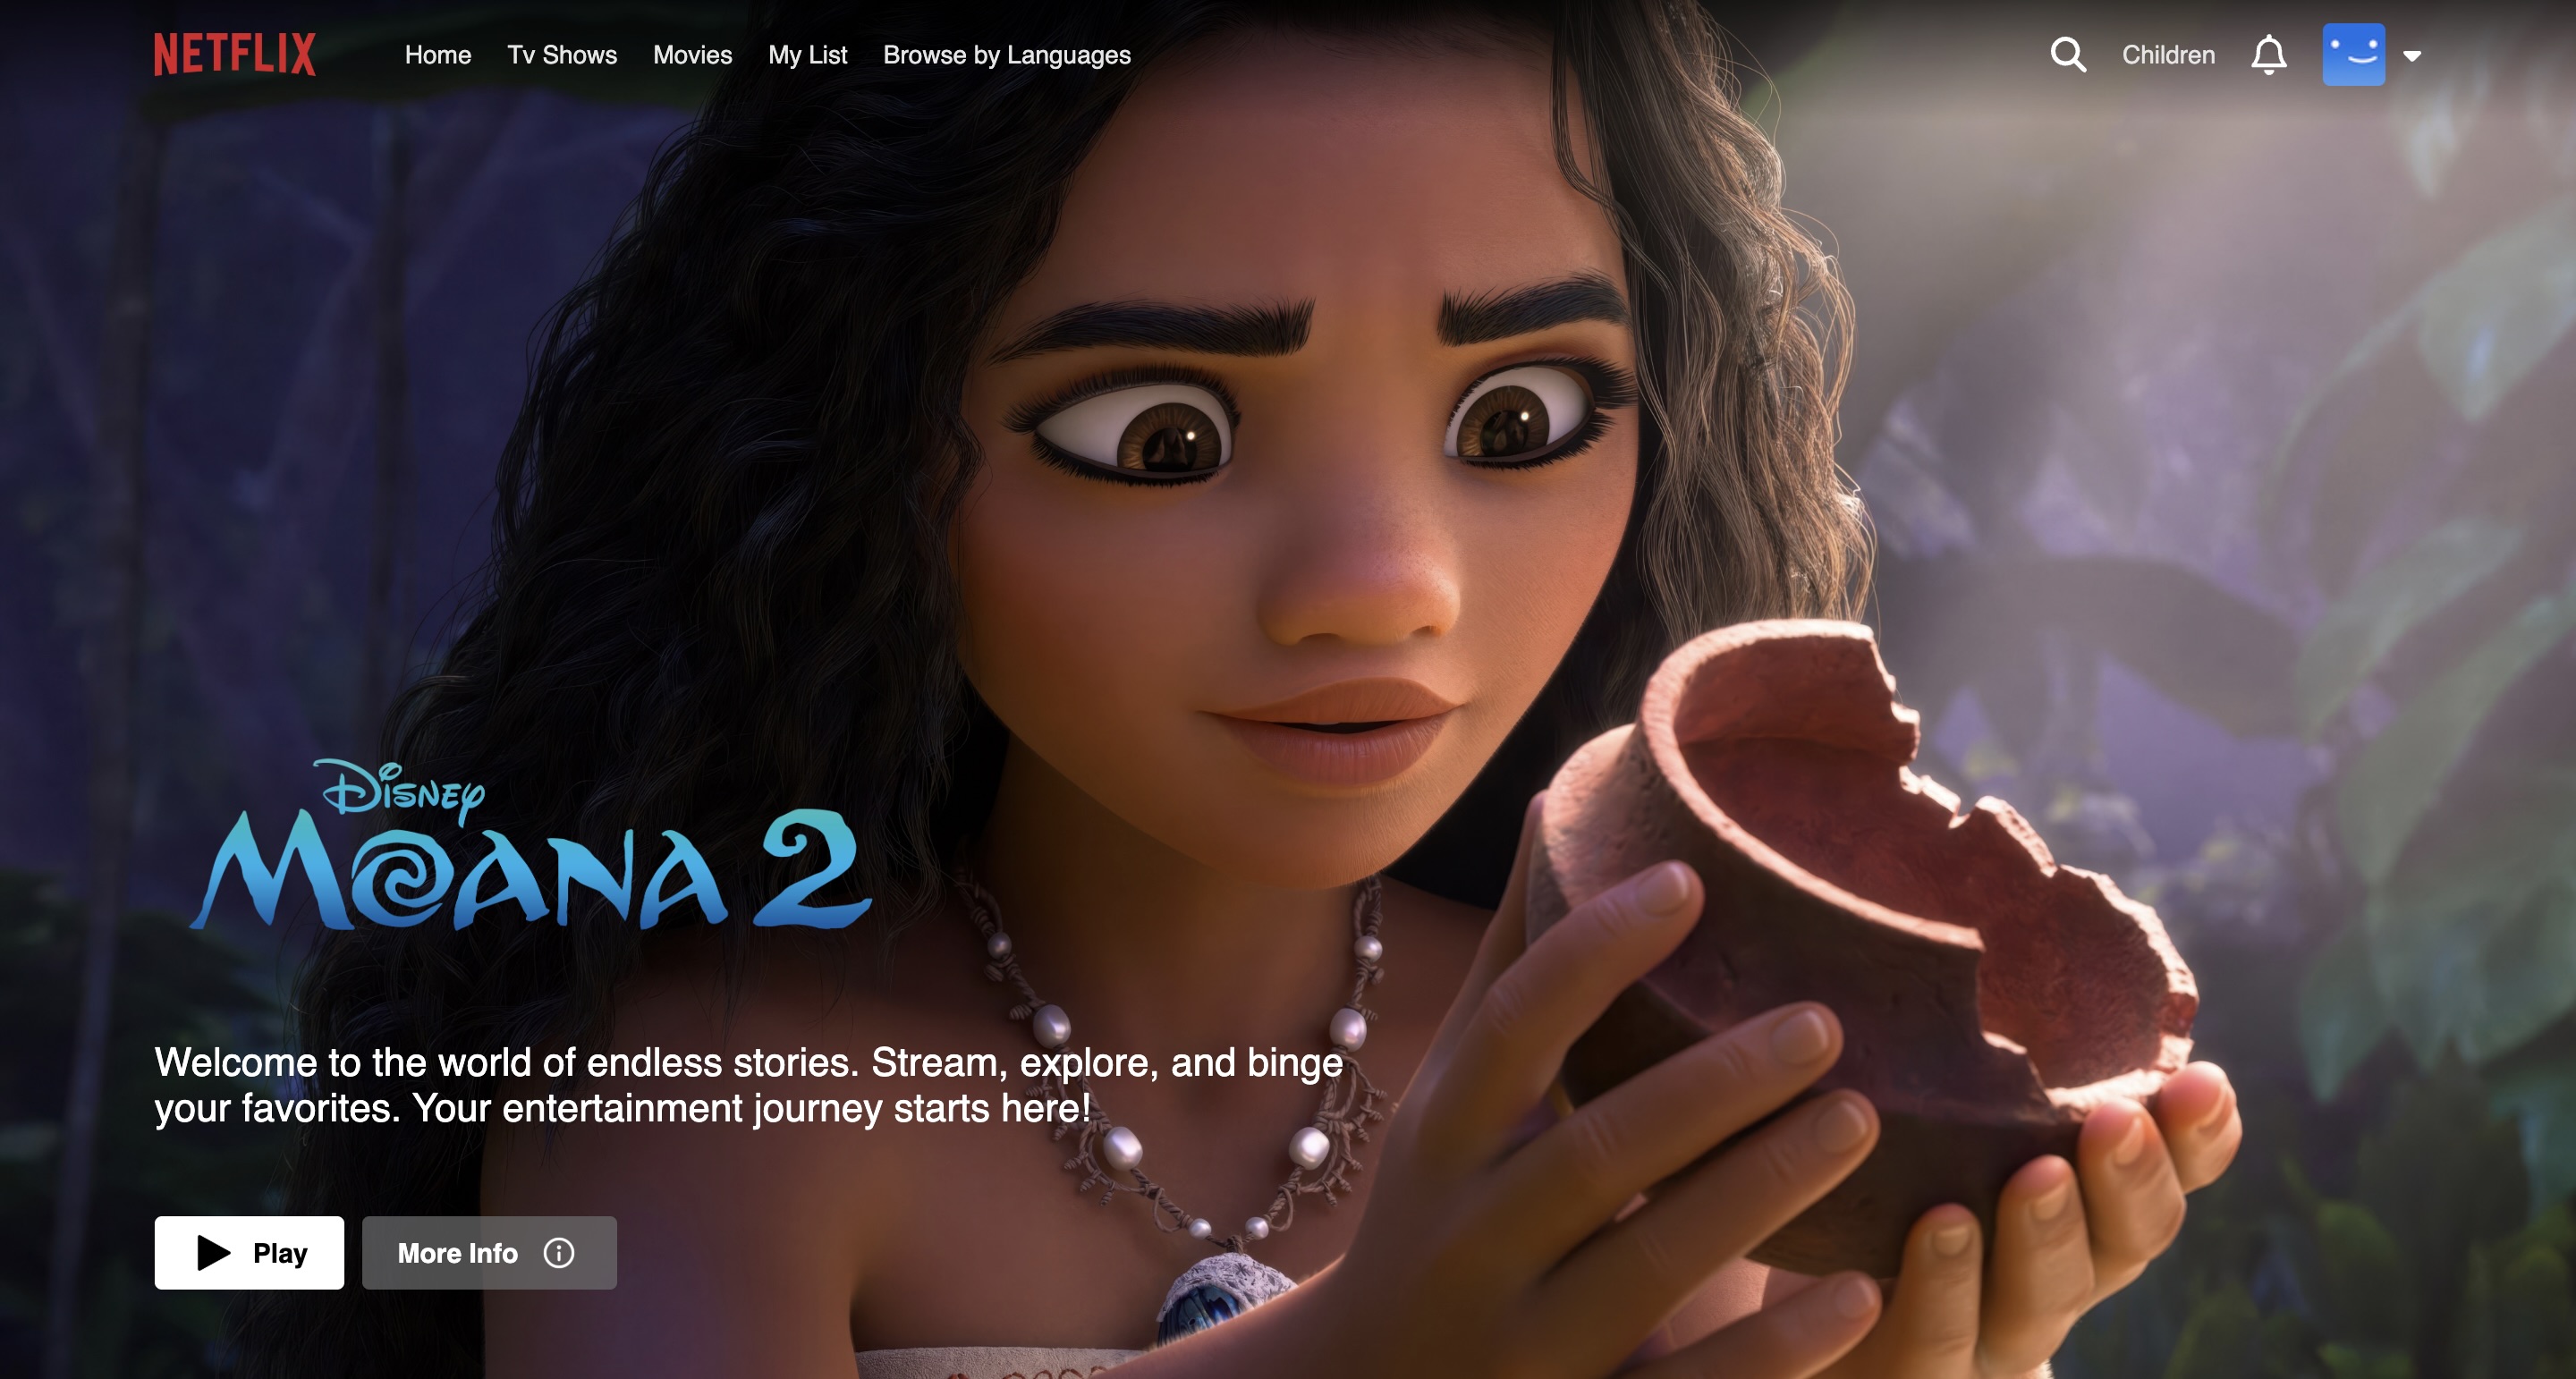 NETFLIX
Home
Tv Shows
Movies
My List
Browse by Languages
Children
Disney
MOANA 2
Welcome to the world of endless stories. Stream, explore, and binge
your favorites. Your entertainment journey starts here!
Play
More Info